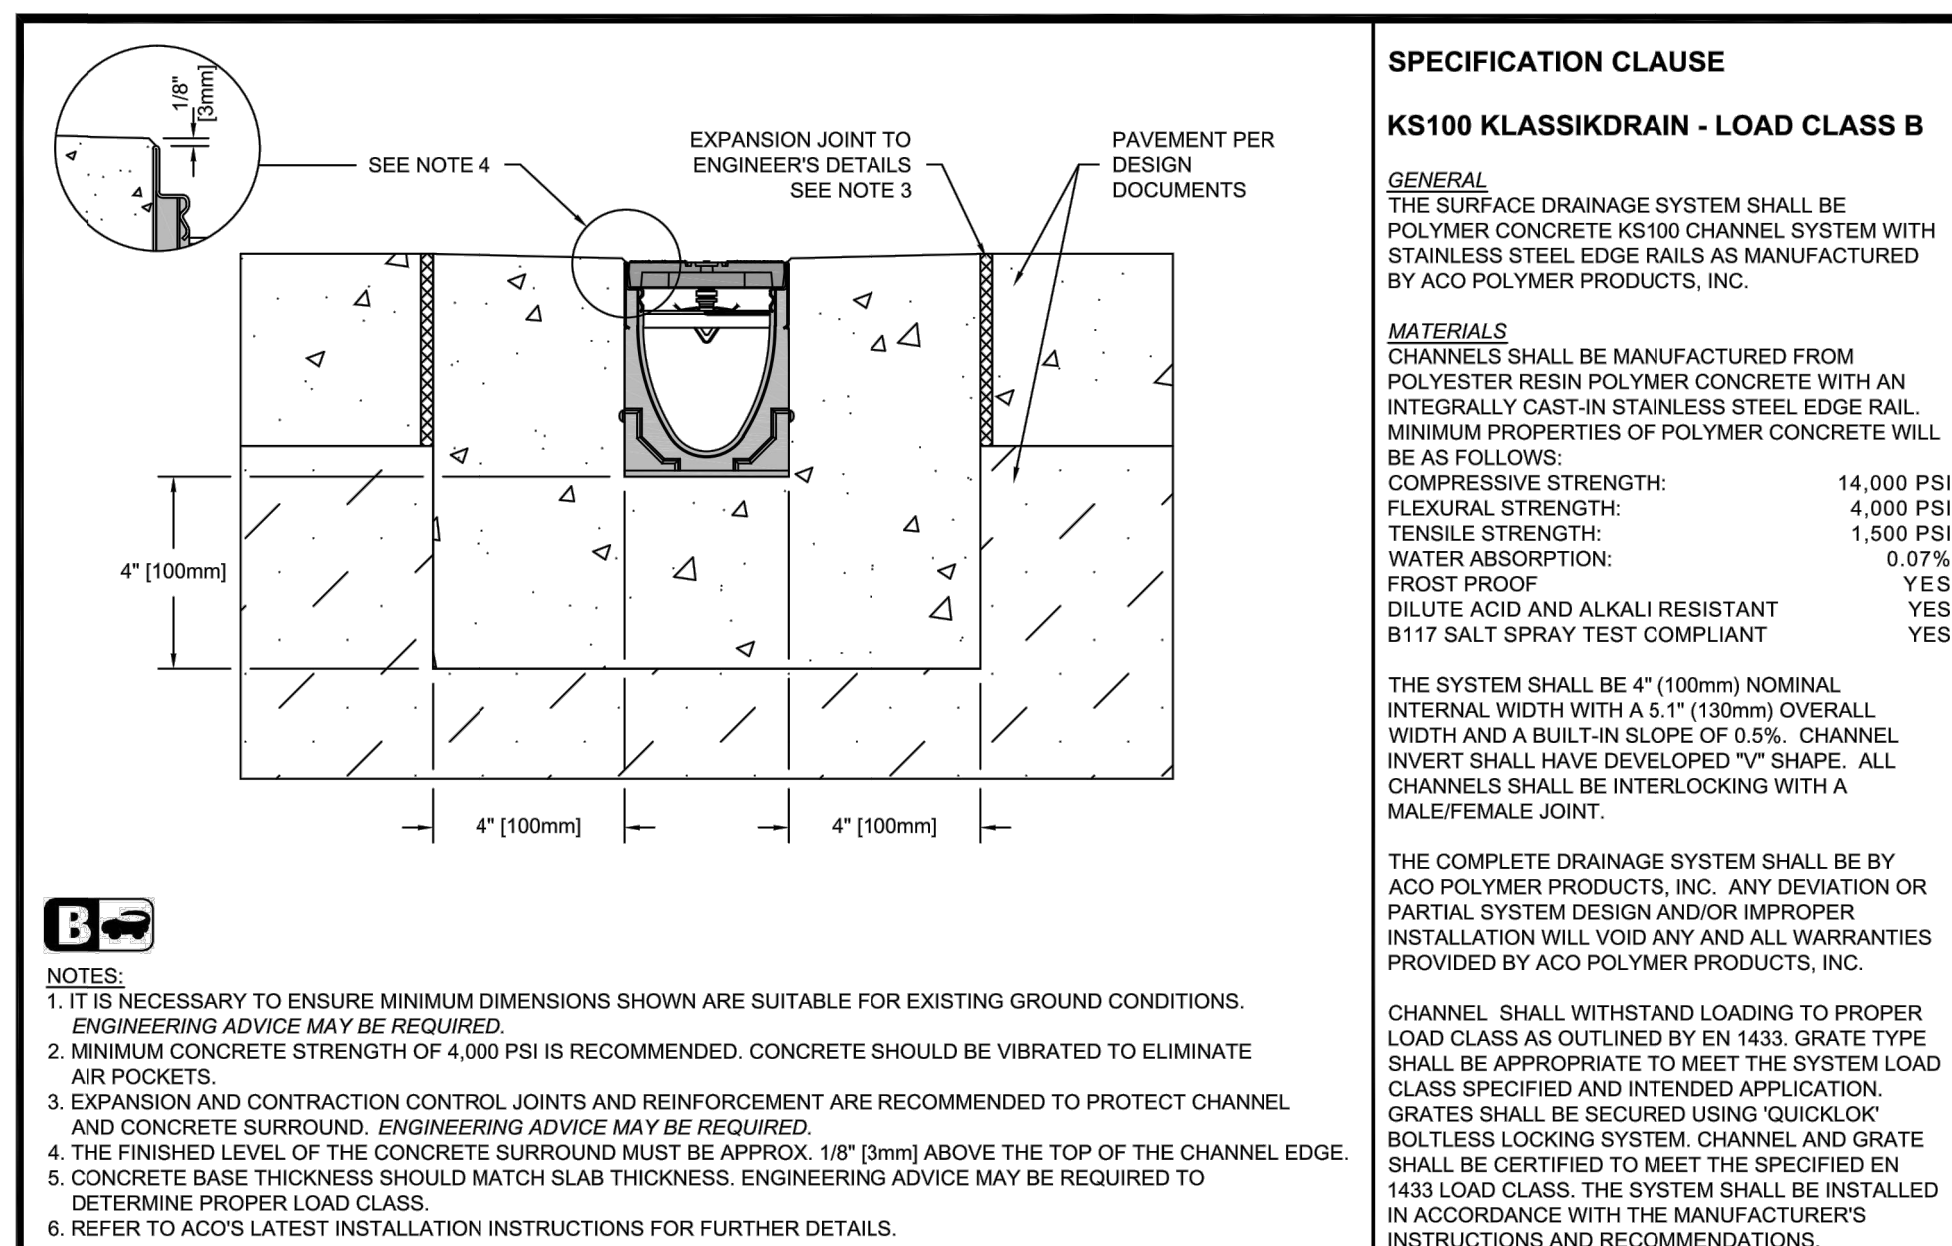 1/8"
[3mm]
SEE NOTE 4
EXPANSION JOINT TO
ENGINEER'S DETAILS
SEE NOTE 3
PAVEMENT PER
DESIGN
DOCUMENTS
4" [100mm]
4" [100mm]
4" [100mm]
B
NOTES:
1. IT IS NECESSARY TO ENSURE MINIMUM DIMENSIONS SHOWN ARE SUITABLE FOR EXISTING GROUND CONDITIONS.
ENGINEERING ADVICE MAY BE REQUIRED.
2. MINIMUM CONCRETE STRENGTH OF 4,000 PSI IS RECOMMENDED. CONCRETE SHOULD BE VIBRATED TO ELIMINATE
AIR POCKETS.
3. EXPANSION AND CONTRACTION CONTROL JOINTS AND REINFORCEMENT ARE RECOMMENDED TO PROTECT CHANNEL
AND CONCRETE SURROUND. ENGINEERING ADVICE MAY BE REQUIRED.
4. THE FINISHED LEVEL OF THE CONCRETE SURROUND MUST BE APPROX. 1/8" [3mm] ABOVE THE TOP OF THE CHANNEL EDGE.
5. CONCRETE BASE THICKNESS SHOULD MATCH SLAB THICKNESS. ENGINEERING ADVICE MAY BE REQUIRED TO
DETERMINE PROPER LOAD CLASS.
6. REFER TO ACO'S LATEST INSTALLATION INSTRUCTIONS FOR FURTHER DETAILS.
SPECIFICATION CLAUSE
KS100 KLASSIKDRAIN - LOAD CLASS B
GENERAL
THE SURFACE DRAINAGE SYSTEM SHALL BE
POLYMER CONCRETE KS100 CHANNEL SYSTEM WITH
STAINLESS STEEL EDGE RAILS AS MANUFACTURED
BY ACO POLYMER PRODUCTS, INC.
MATERIALS
CHANNELS SHALL BE MANUFACTURED FROM
POLYESTER RESIN POLYMER CONCRETE WITH AN
INTEGRALLY CAST-IN STAINLESS STEEL EDGE RAIL.
MINIMUM PROPERTIES OF POLYMER CONCRETE WILL
BE AS FOLLOWS:
COMPRESSIVE STRENGTH: 14,000 PSI
FLEXURAL STRENGTH: 4,000 PSI
TENSILE STRENGTH: 1,500 PSI
WATER ABSORPTION: 0.07%
FROST PROOF YES
DILUTE ACID AND ALKALI RESISTANT YES
B117 SALT SPRAY TEST COMPLIANT YES
THE SYSTEM SHALL BE 4" (100mm) NOMINAL
INTERNAL WIDTH WITH A 5.1" (130mm) OVERALL
WIDTH AND A BUILT-IN SLOPE OF 0.5%. CHANNEL
INVERT SHALL HAVE DEVELOPED "V" SHAPE. ALL
CHANNELS SHALL BE INTERLOCKING WITH A
MALE/FEMALE JOINT.
THE COMPLETE DRAINAGE SYSTEM SHALL BE BY
ACO POLYMER PRODUCTS, INC. ANY DEVIATION OR
PARTIAL SYSTEM DESIGN AND/OR IMPROPER
INSTALLATION WILL VOID ANY AND ALL WARRANTIES
PROVIDED BY ACO POLYMER PRODUCTS, INC.
CHANNEL SHALL WITHSTAND LOADING TO PROPER
LOAD CLASS AS OUTLINED BY EN 1433. GRATE TYPE
SHALL BE APPROPRIATE TO MEET THE SYSTEM LOAD
CLASS SPECIFIED AND INTENDED APPLICATION.
GRATES SHALL BE SECURED USING 'QUICKLOK'
BOLTLESS LOCKING SYSTEM. CHANNEL AND GRATE
SHALL BE CERTIFIED TO MEET THE SPECIFIED EN
1433 LOAD CLASS. THE SYSTEM SHALL BE INSTALLED
IN ACCORDANCE WITH THE MANUFACTURER'S
INSTRUCTIONS AND RECOMMENDATIONS.